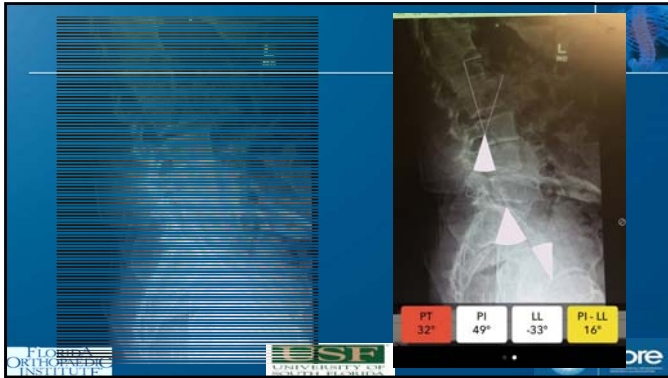 L
PT
32°
PI
49°
LL
-33°
PI - LL
16°
FLORIDA
ORTHOPAEDIC
INSTITUTE
USF
UNIVERSITY OF
SOUTH FLORIDA
ore